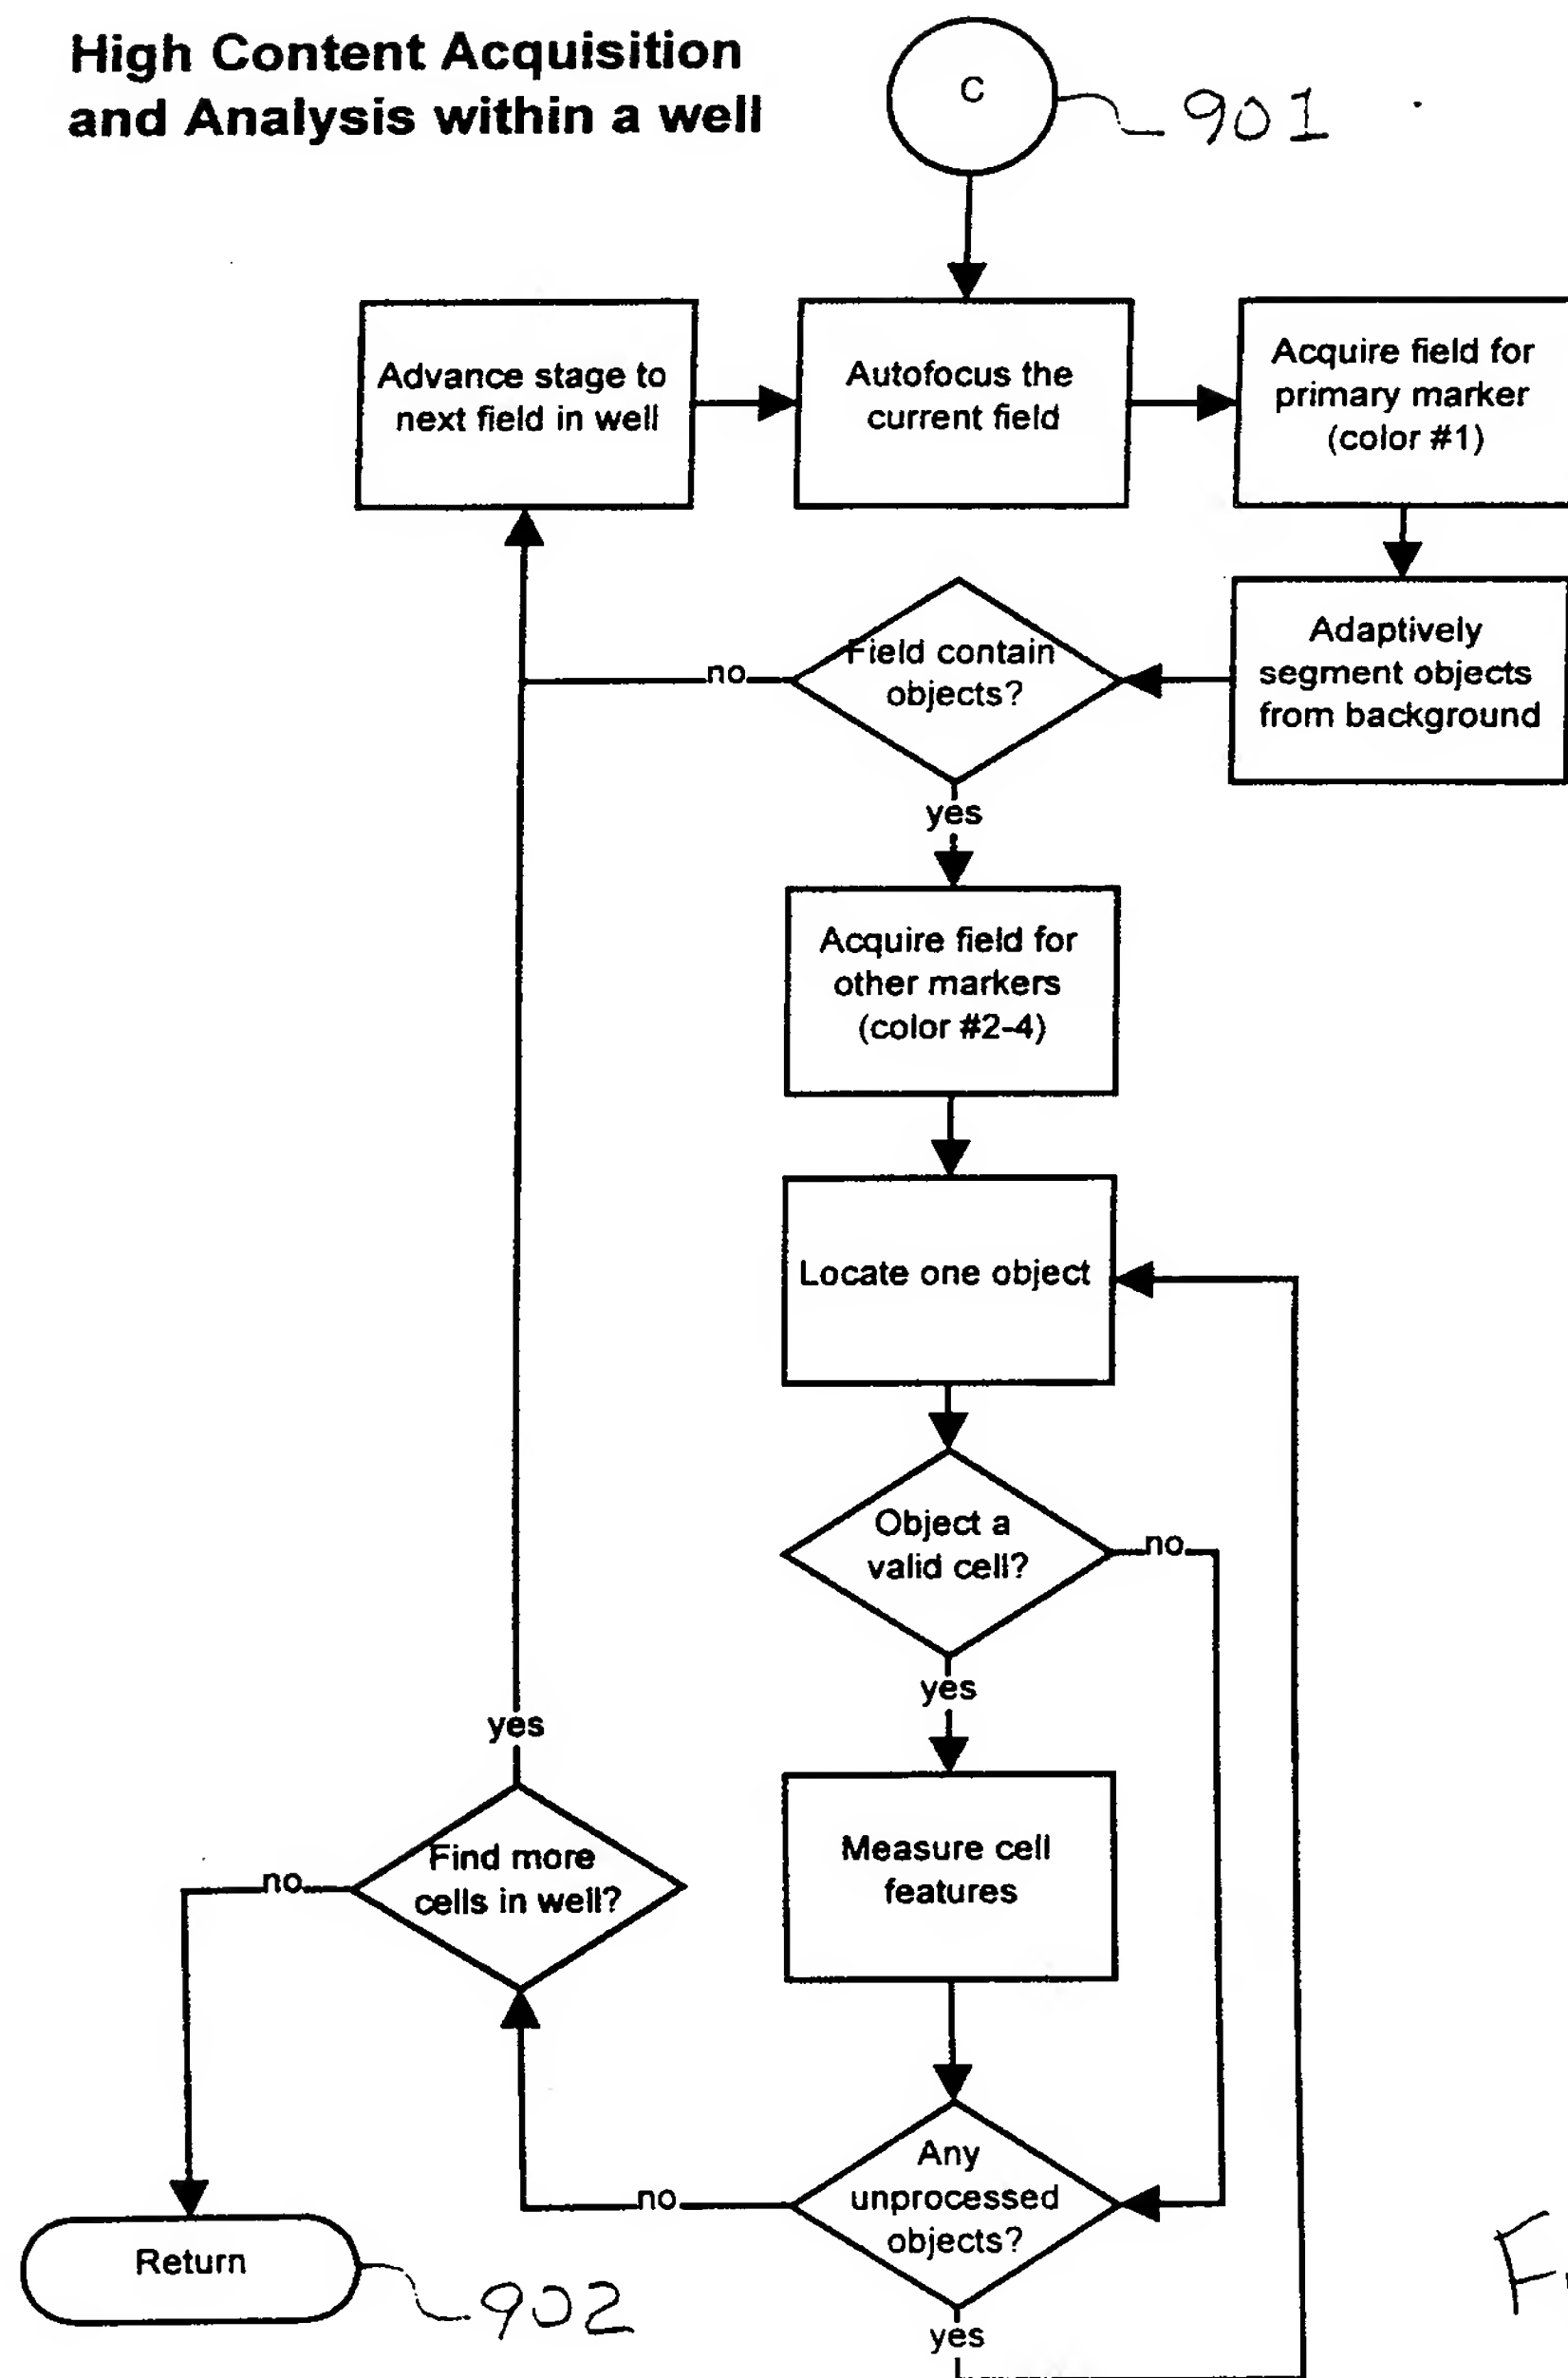 High Content Acquisition
and Analysis within a well
C
901
Advance stage to
next field in well
Autofocus the
current field
Acquire field for
primary marker
(color #1)
Field contain
objects?
no
Adaptively
segment objects
from background
yes
Acquire field for
other markers
(color #2-4)
Locate one object
Object a
valid cell?
no
yes
Measure cell
features
yes
Find more
cells in well?
no
Any
unprocessed
objects?
no
yes
Return
902